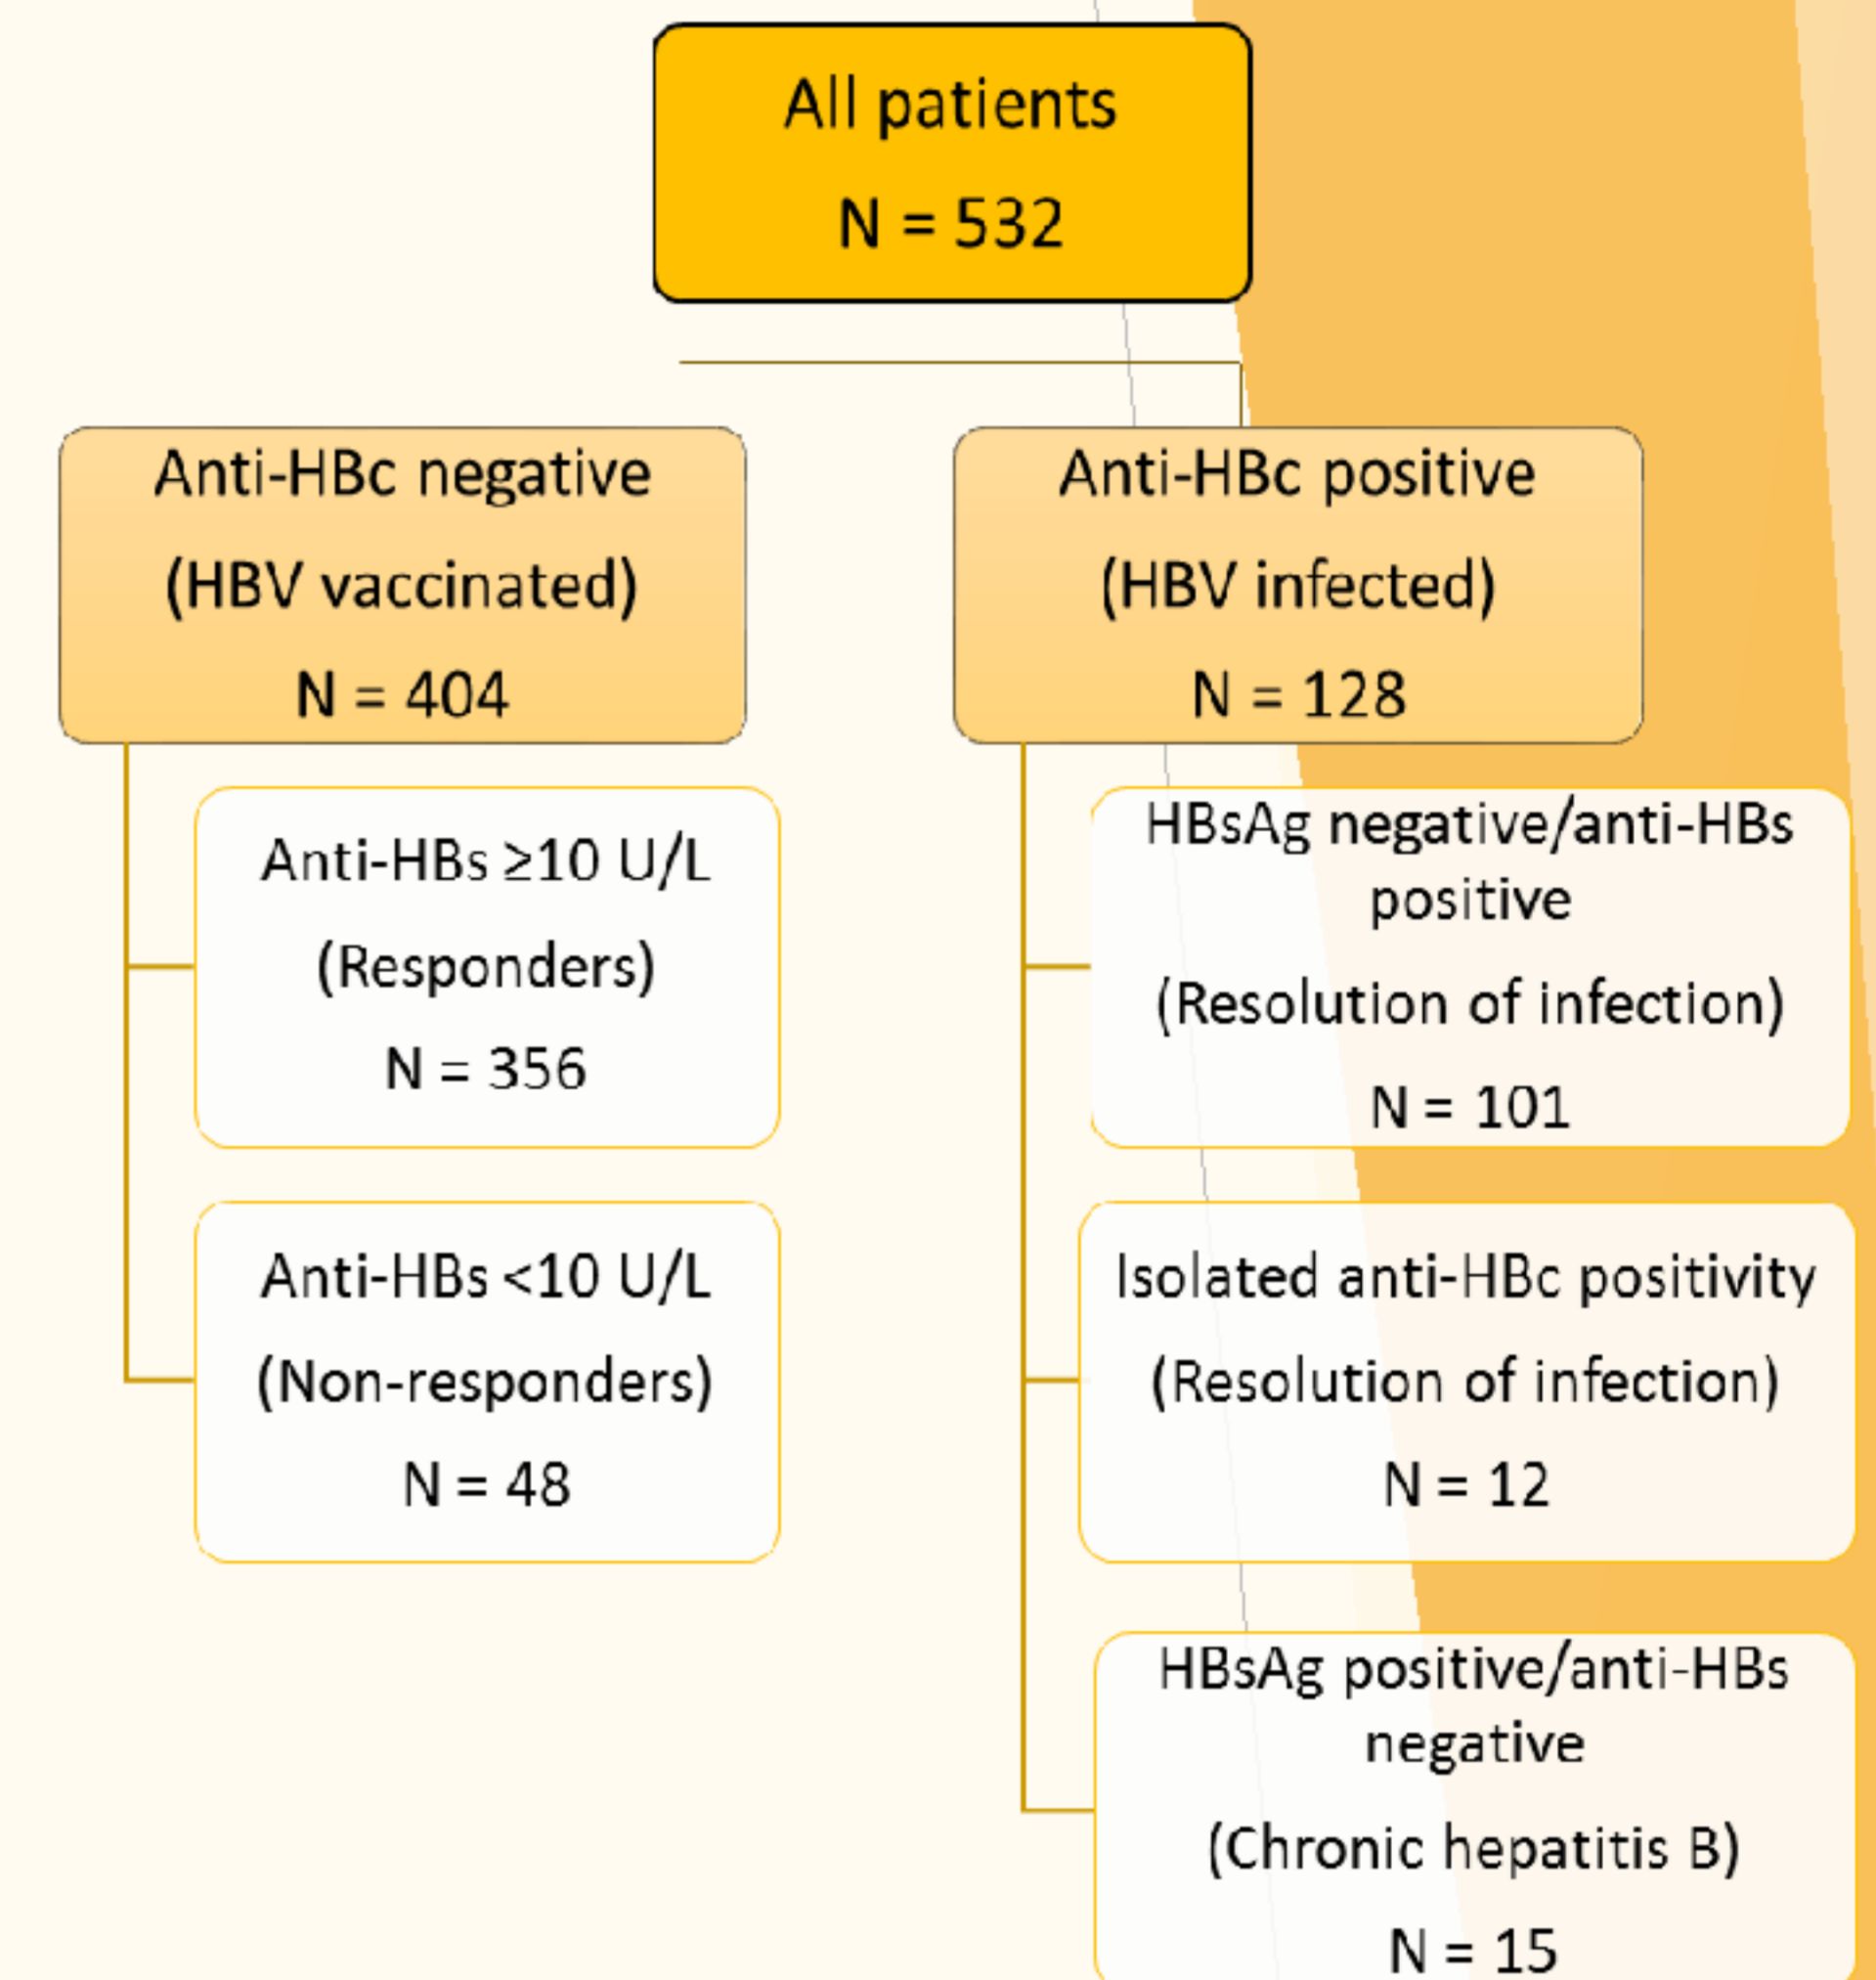 All patients
N = 532
Anti-HBc negative
(HBV vaccinated)
N = 404
Anti-HBs ≥10 U/L
(Responders)
N = 356
Anti-HBs <10 U/L
(Non-responders)
N = 48
Anti-HBc positive
(HBV infected)
N = 128
HBsAg negative/anti-HBs
positive
(Resolution of infection)
N = 101
Isolated anti-HBc positivity
(Resolution of infection)
N = 12
HBsAg positive/anti-HBs
negative
(Chronic hepatitis B)
N = 15